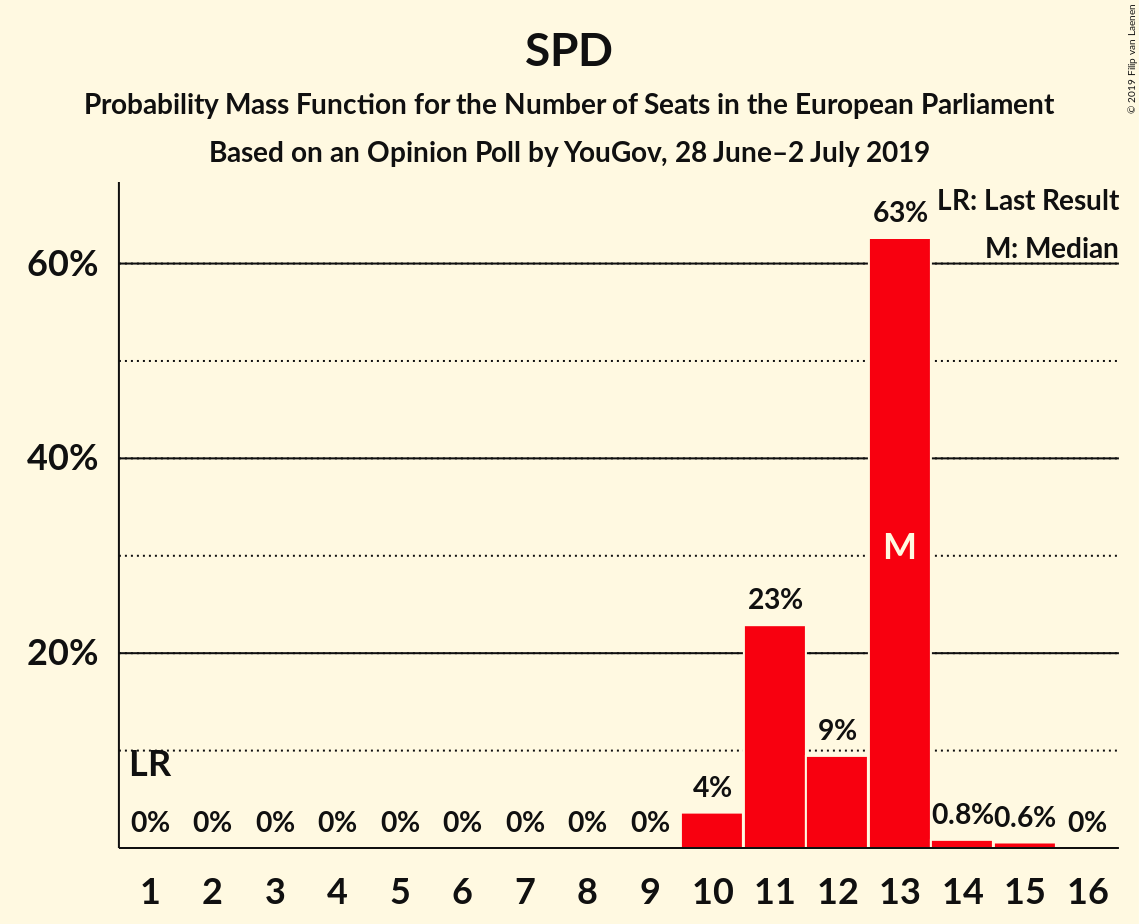 © 2019 Filip van Laenen
SPD
Probability Mass Function for the Number of Seats in the European Parliament
Based on an Opinion Poll by YouGov, 28 June–2 July 2019
LR: Last Result
M: Median
63%
60%
40%
M
23%
20%
9%
LR
4%
0% 0% 0% 0% 0% 0% 0% 0% 0% 0.8% 0.6% 0%
1 2 3 4 5 6 7 8 9 10 11 12 13 14 15 16